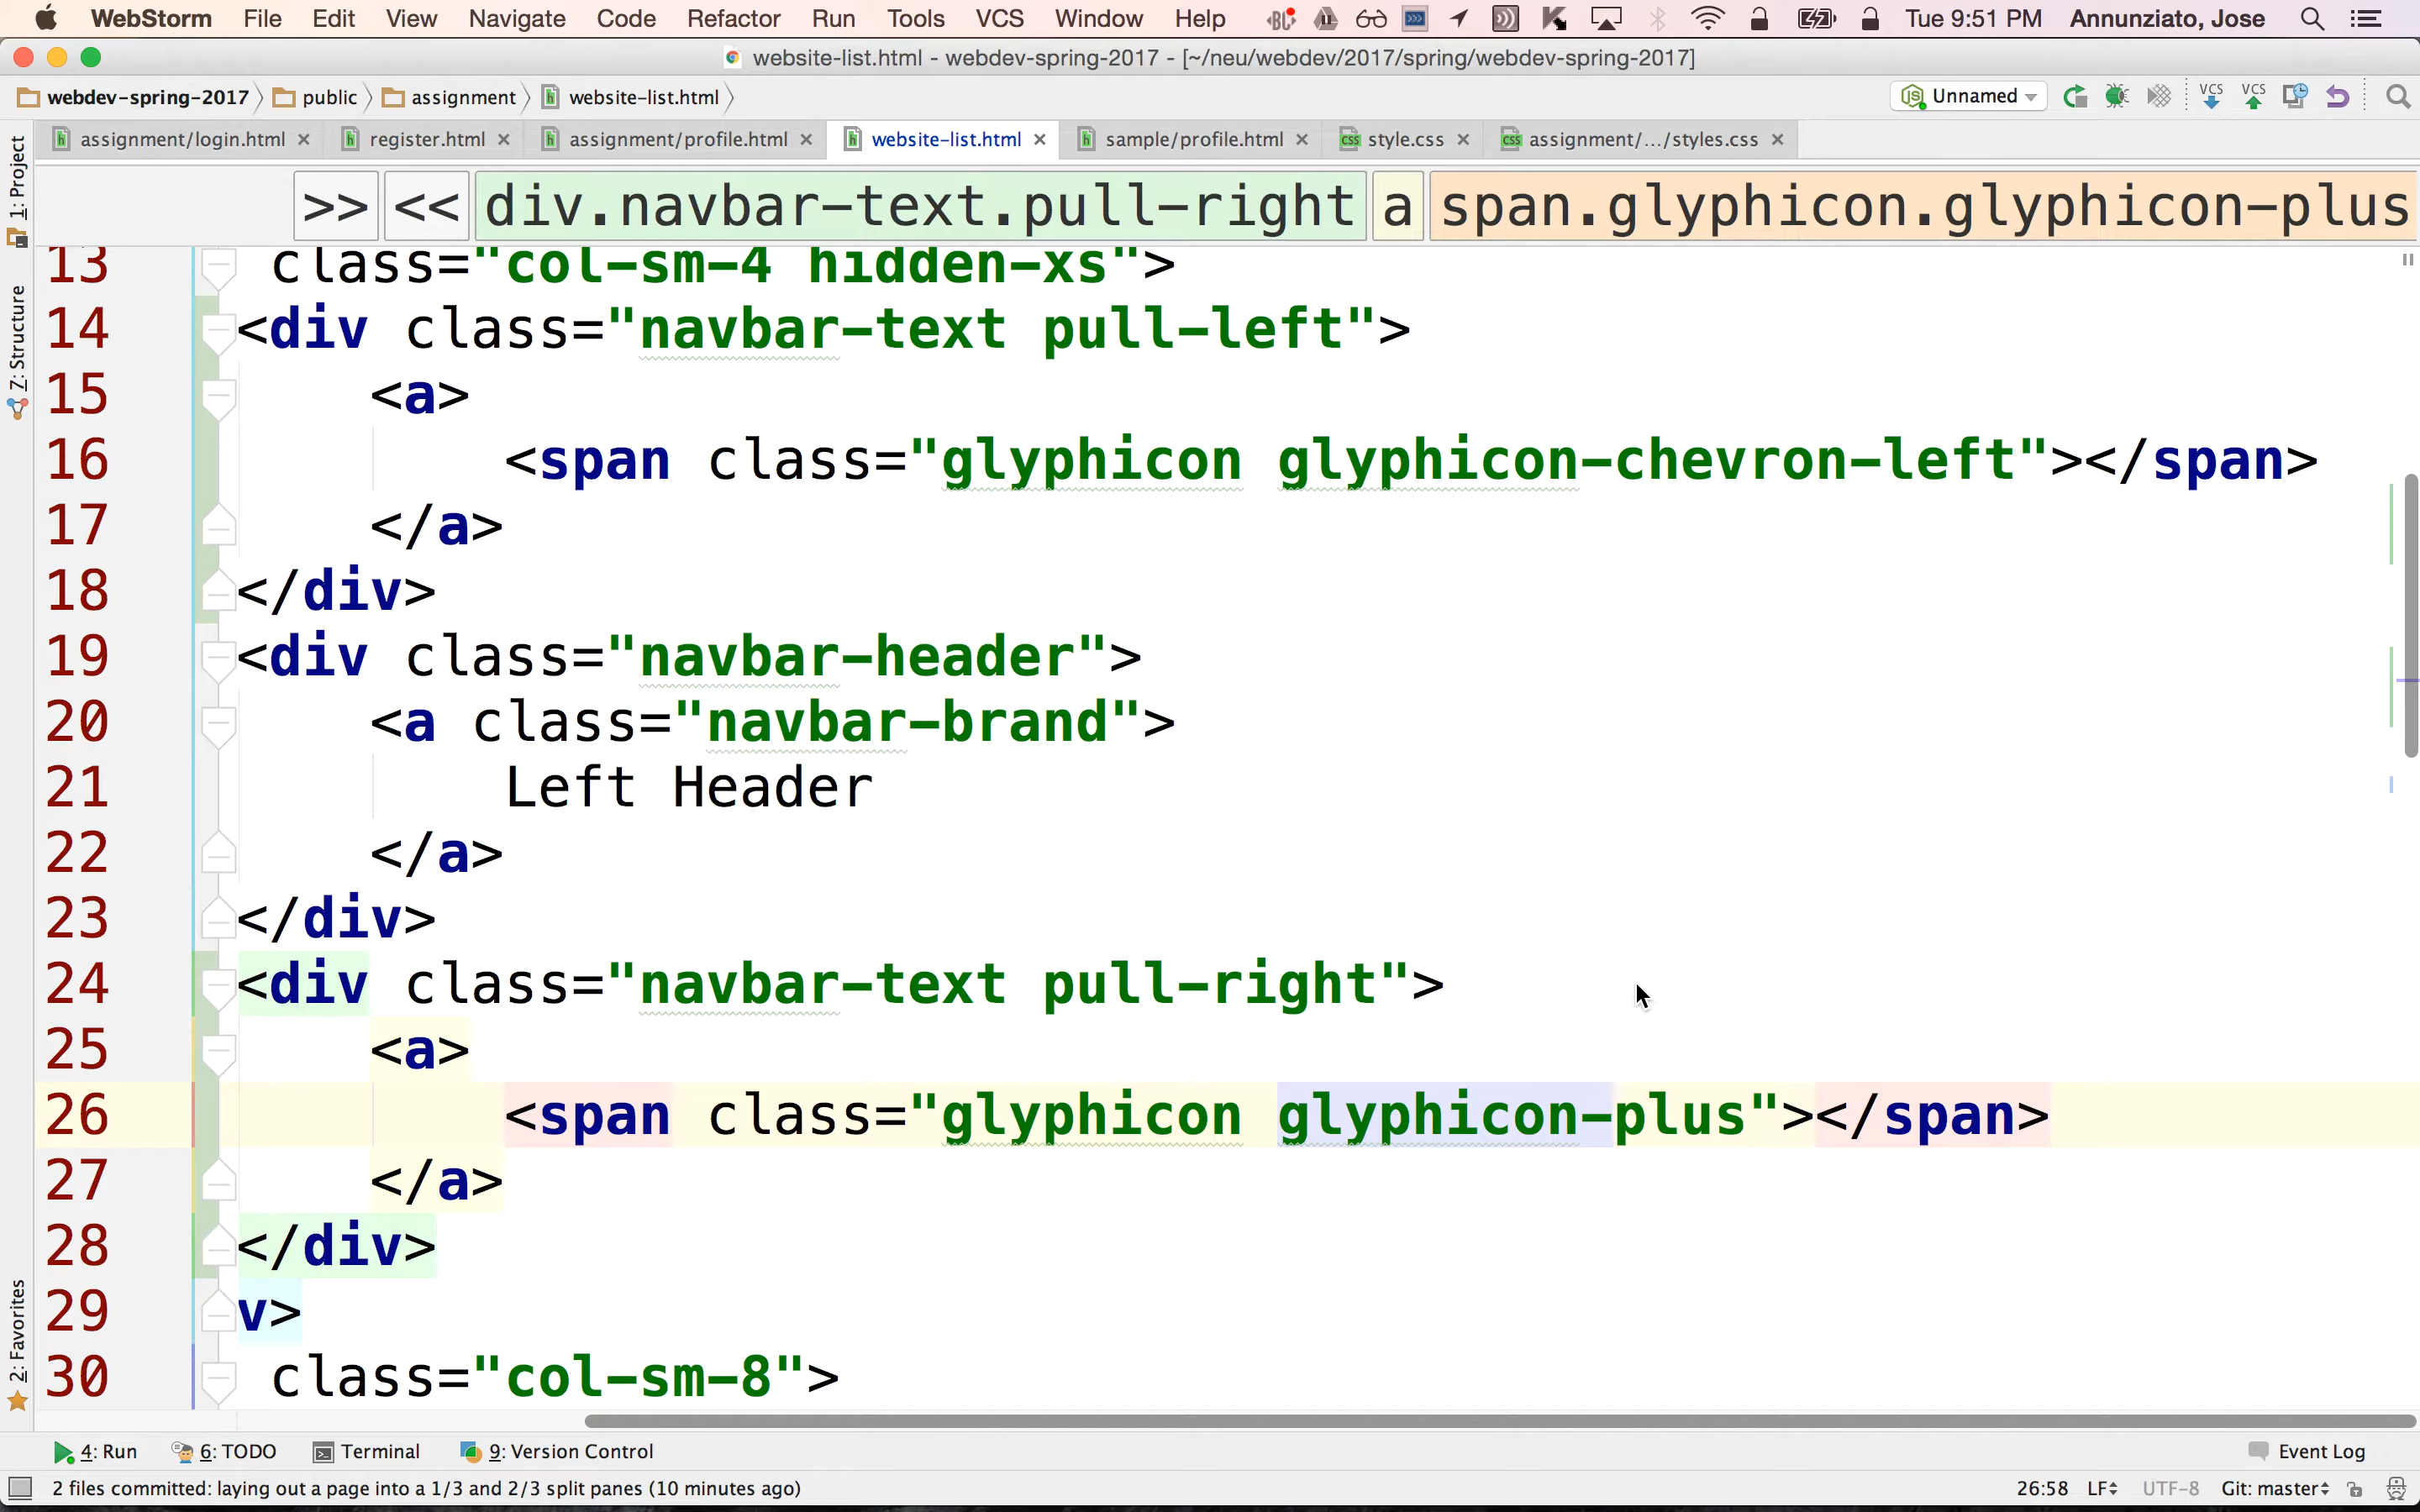 WebStorm File Edit View Navigate Code Refactor Run Tools VCS Window Help Tue 9:51 PM Annunziato, Jose
website-list.html - webdev-spring-2017 - [~/neu/webdev/2017/spring/webdev-spring-2017]
webdev-spring-2017 public assignment website-list.html Unnamed VCS VCS
assignment/login.html register.html assignment/profile.html website-list.html sample/profile.html style.css assignment/.../styles.css
1: Project
7: Structure
2: Favorites
>> << div.navbar-text.pull-right a span.glyphicon.glyphicon-plus
13 class="col-sm-4 hidden-xs">
14 <div class="navbar-text pull-left">
15 <a>
16 <span class="glyphicon glyphicon-chevron-left"></span>
17 </a>
18 </div>
19 <div class="navbar-header">
20 <a class="navbar-brand">
21 Left Header
22 </a>
23 </div>
24 <div class="navbar-text pull-right">
25 <a>
26 <span class="glyphicon glyphicon-plus"></span>
27 </a>
28 </div>
29 v>
30 class="col-sm-8">
4: Run 6: TODO Terminal 9: Version Control Event Log
2 files committed: laying out a page into a 1/3 and 2/3 split panes (10 minutes ago) 26:58 LF UTF-8 Git: master